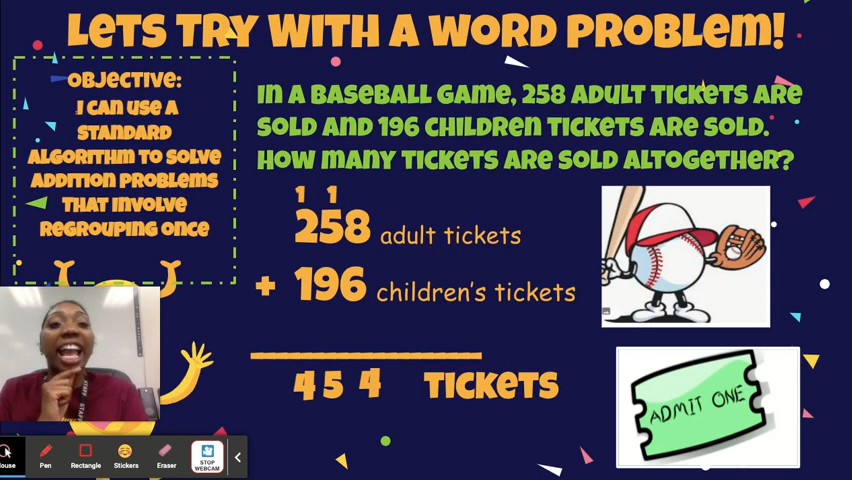 LETS TRY WITH A WORD PROBLEM!
OBJECTIVE:
I CAN USE A
STANDARD
ALGORITHM TO SOLVE
ADDITION PROBLEMS
THAT INVOLVE
REGROUPING ONCE
IN A BASEBALL GAME, 258 ADULT TICKETS ARE
SOLD AND 196 CHILDREN TICKETS ARE SOLD.
HOW MANY TICKETS ARE SOLD ALTOGETHER?
1 1
258 adult tickets
+ 196 children's tickets
454 TICKETS
ADMIT ONE
STAFF
Pen
Rectangle
Stickers
Eraser
STOP
WEBCAM